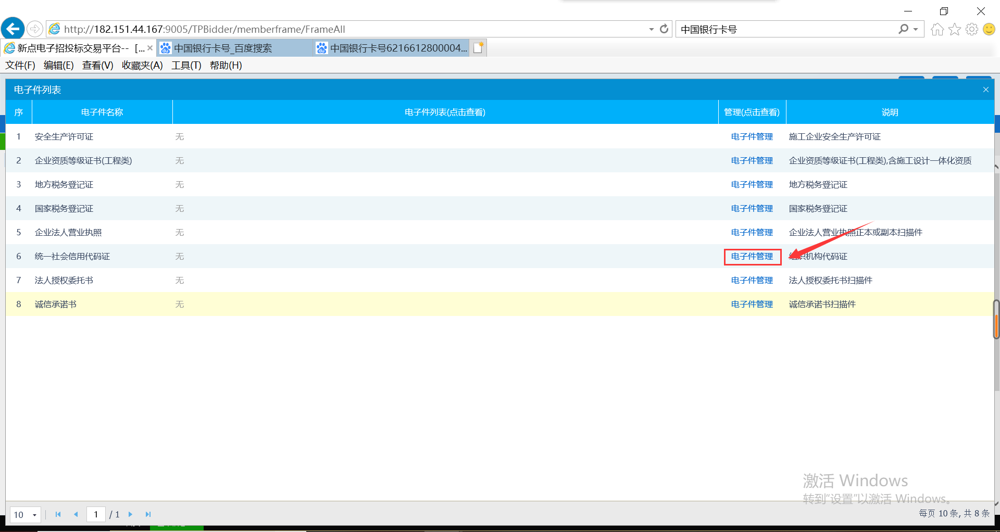 http://182.151.44.167:9005/TPBidder/memberframe/FrameAll
中国银行卡号
新点电子招投标交易平台-- [...
中国银行卡号_百度搜索
中国银行卡号6216612800004...
文件(F) 编辑(E) 查看(V) 收藏夹(A) 工具(T) 帮助(H)
电子件列表
序 电子件名称 电子件列表(点击查看) 管理(点击查看) 说明
1 安全生产许可证 无 电子件管理 施工企业安全生产许可证
2 企业资质等级证书(工程类) 无 电子件管理 企业资质等级证书(工程类),含施工设计一体化资质
3 地方税务登记证 无 电子件管理 地方税务登记证
4 国家税务登记证 无 电子件管理 国家税务登记证
5 企业法人营业执照 无 电子件管理 企业法人营业执照正本或副本扫描件
6 统一社会信用代码证 无 电子件管理 组织机构代码证
7 法人授权委托书 无 电子件管理 法人授权委托书扫描件
8 诚信承诺书 无 电子件管理 诚信承诺书扫描件
激活 Windows
转到"设置"以激活 Windows。
10 1 / 1 每页 10 条, 共 8 条